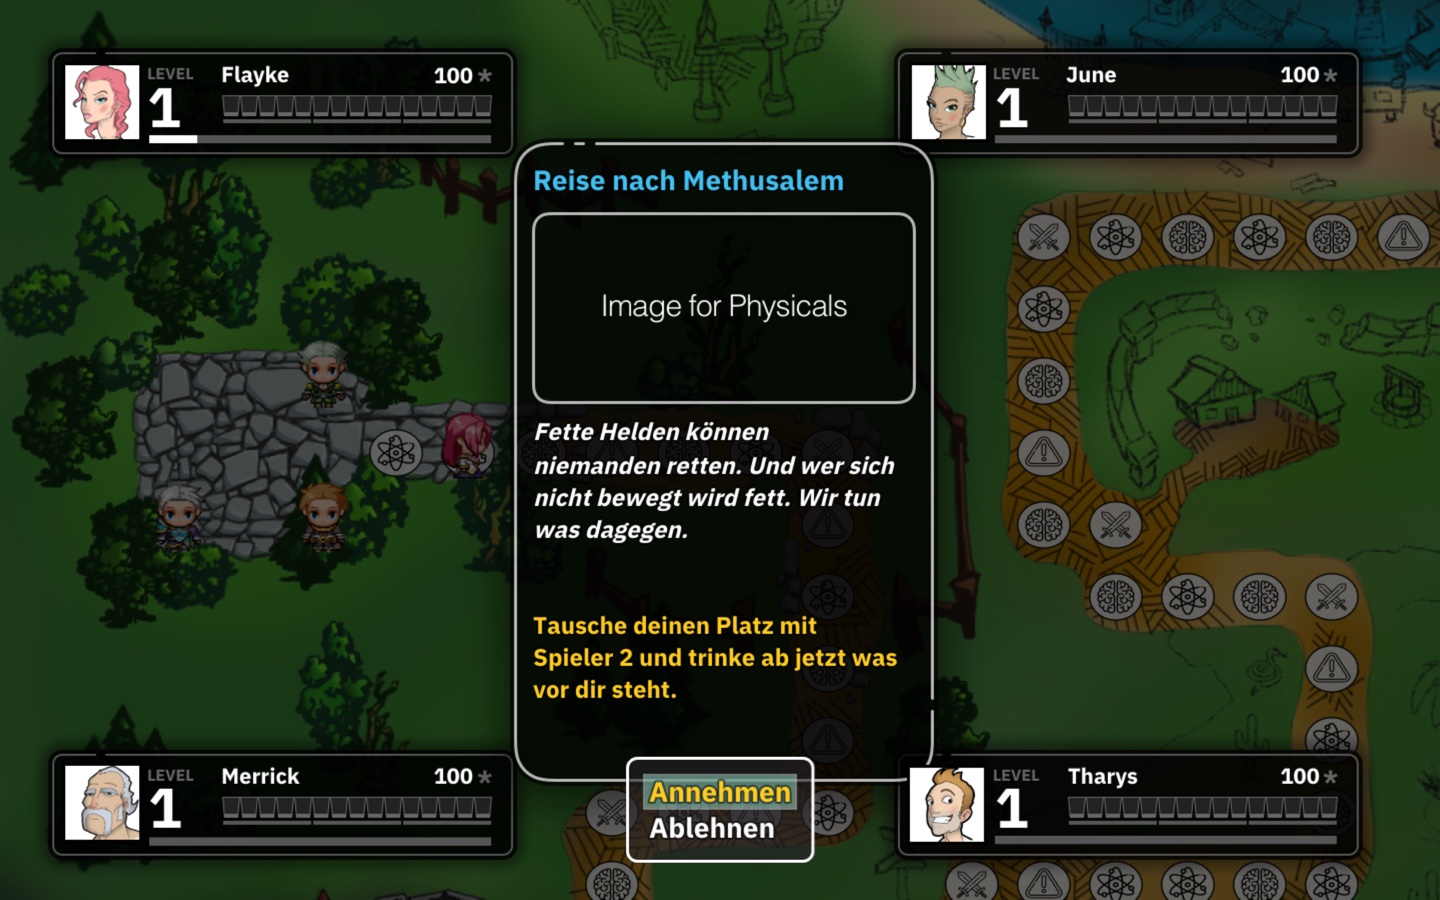 LEVEL
1
Flayke
100 *
LEVEL
1
June
100 *
Reise nach Methusalem
Image for Physicals
Fette Helden können
niemanden retten. Und wer sich
nicht bewegt wird fett. Wir tun
was dagegen.
Tausche deinen Platz mit
Spieler 2 und trinke ab jetzt was
vor dir steht.
LEVEL
1
Merrick
100 *
Annehmen
Ablehnen
LEVEL
1
Tharys
100 *